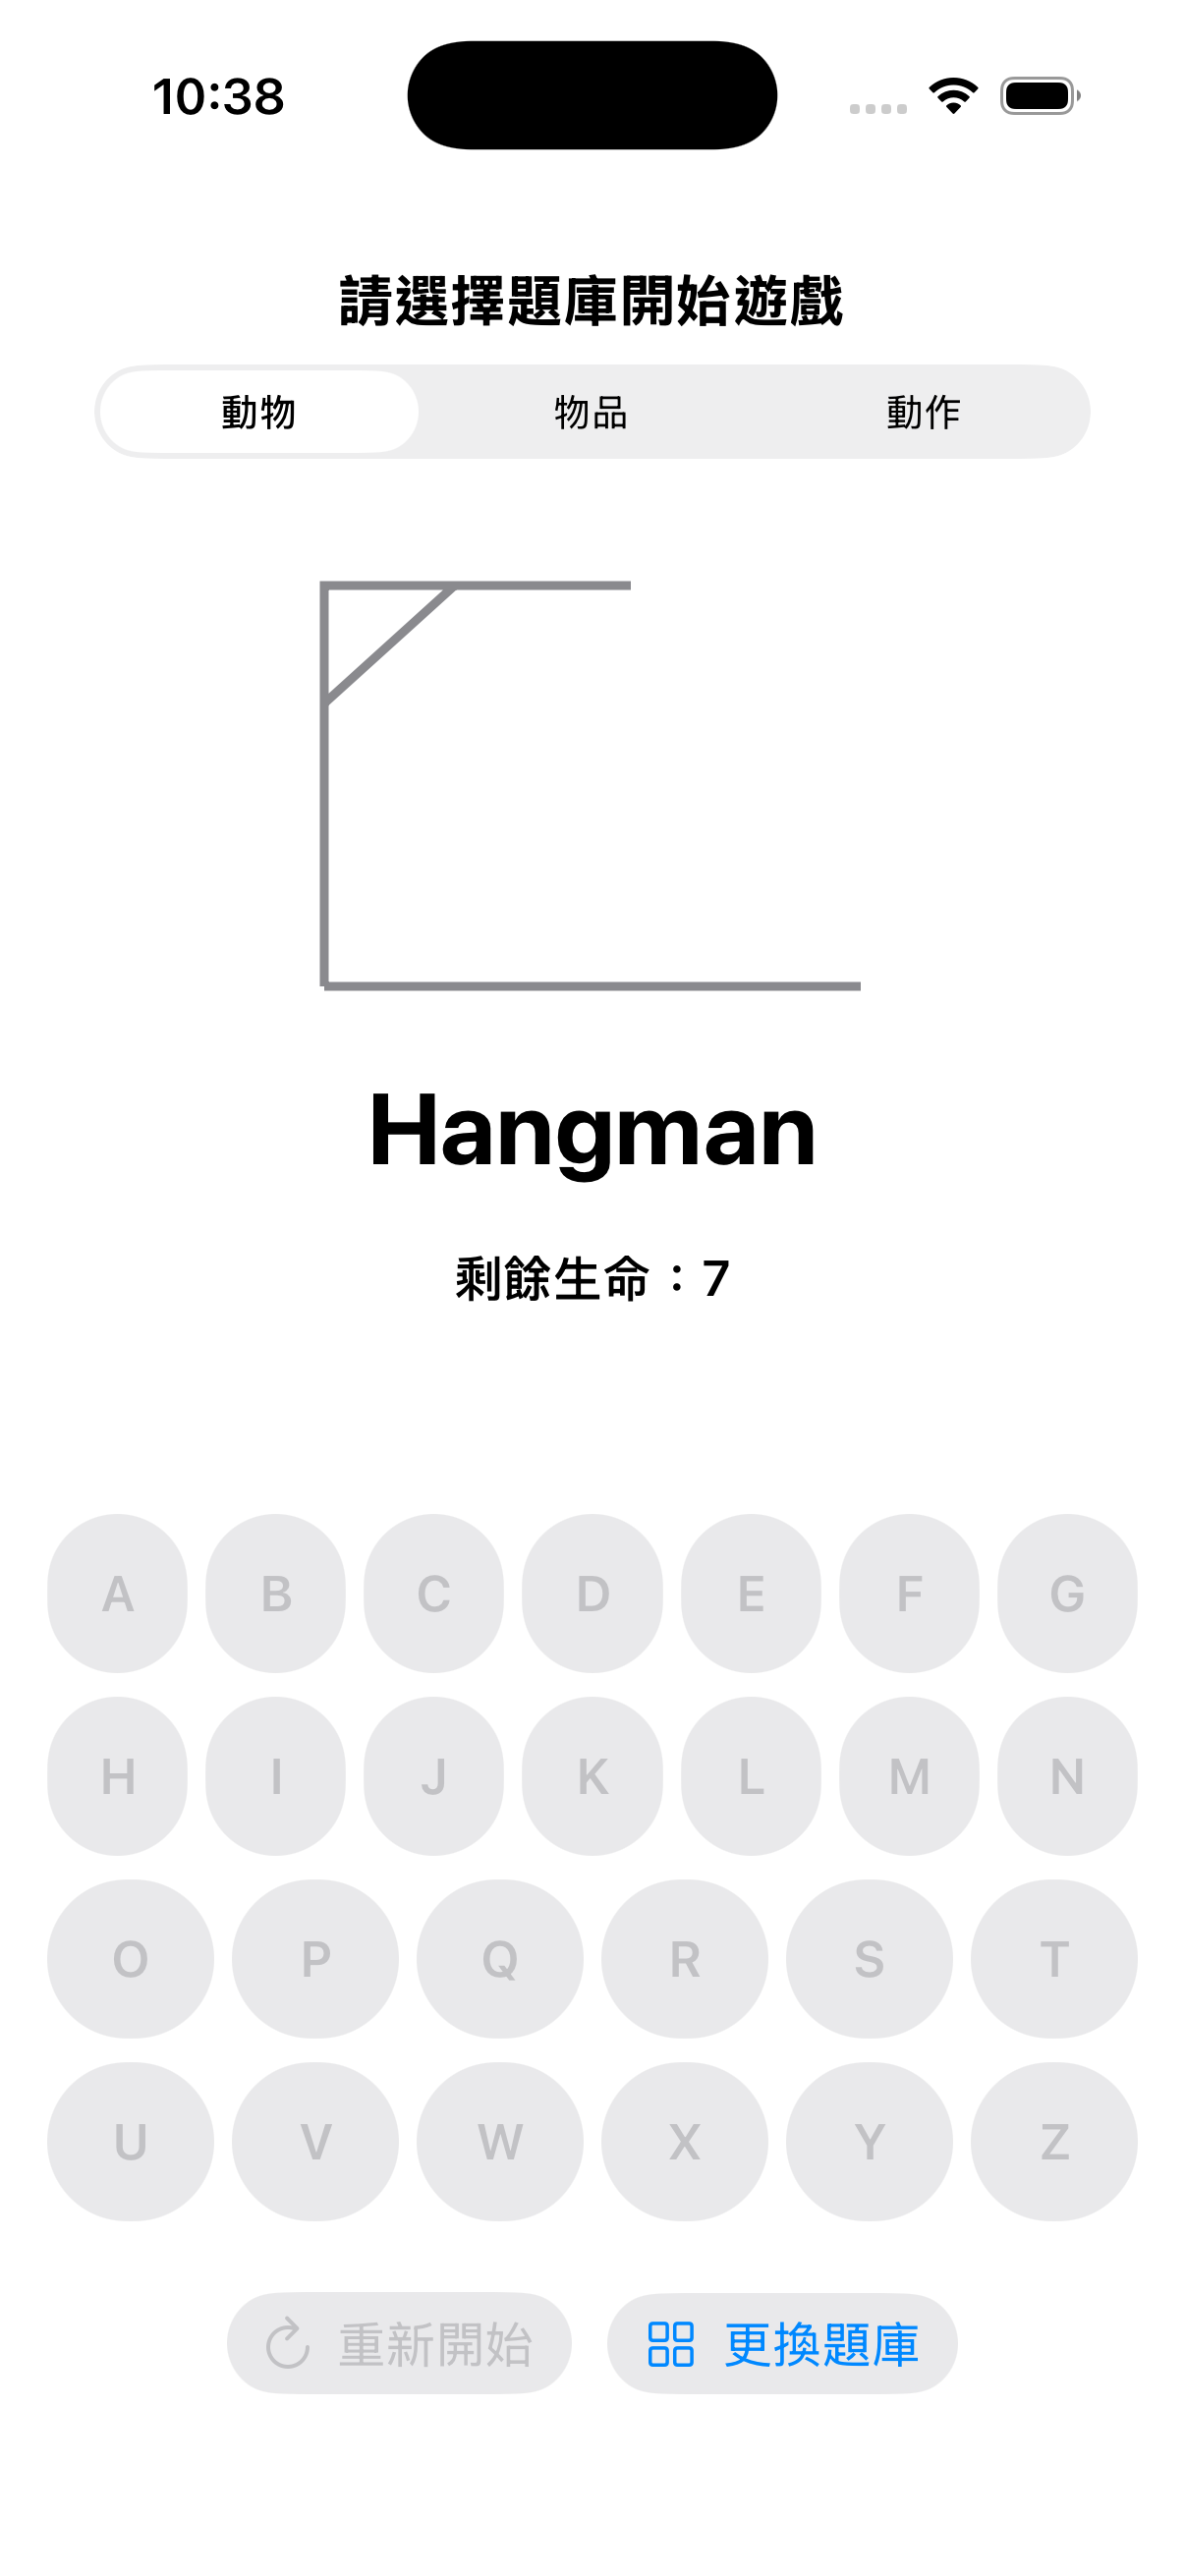 10:38
請選擇題庫開始遊戲
動物 物品 動作
Hangman
剩餘生命：7
A B C D E F G
H I J K L M N
O P Q R S T
U V W X Y Z
重新開始 更換題庫